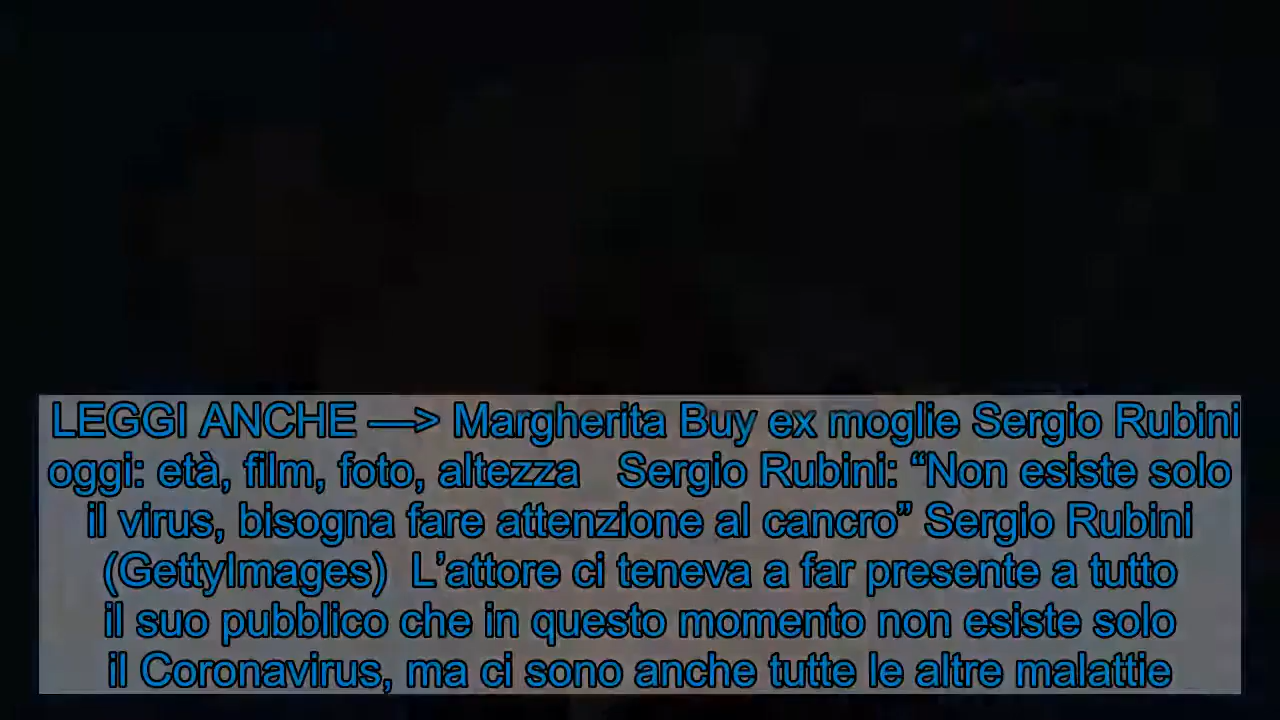 LEGGI ANCHE —> Margherita Buy ex moglie Sergio Rubini
oggi: età, film, foto, altezza   Sergio Rubini: “Non esiste solo
il virus, bisogna fare attenzione al cancro” Sergio Rubini
(GettyImages)  L’attore ci teneva a far presente a tutto
il suo pubblico che in questo momento non esiste solo
il Coronavirus, ma ci sono anche tutte le altre malattie